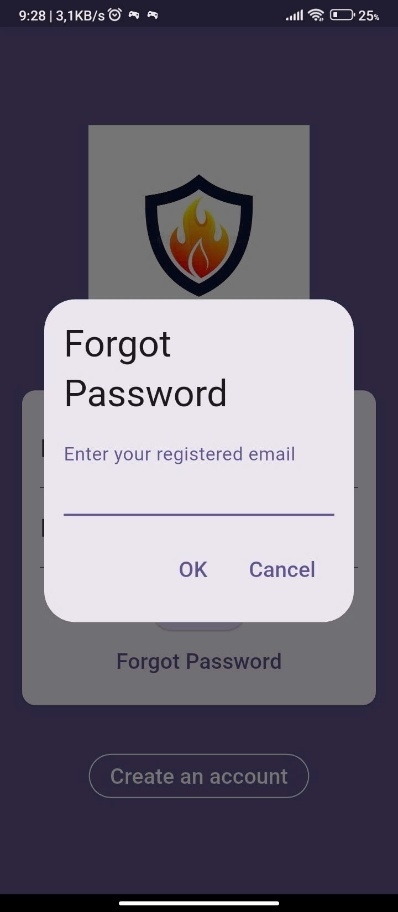 9:28 | 3,1KB/s
25%
Forgot
Password
Enter your registered email
OK
Cancel
Forgot Password
Create an account